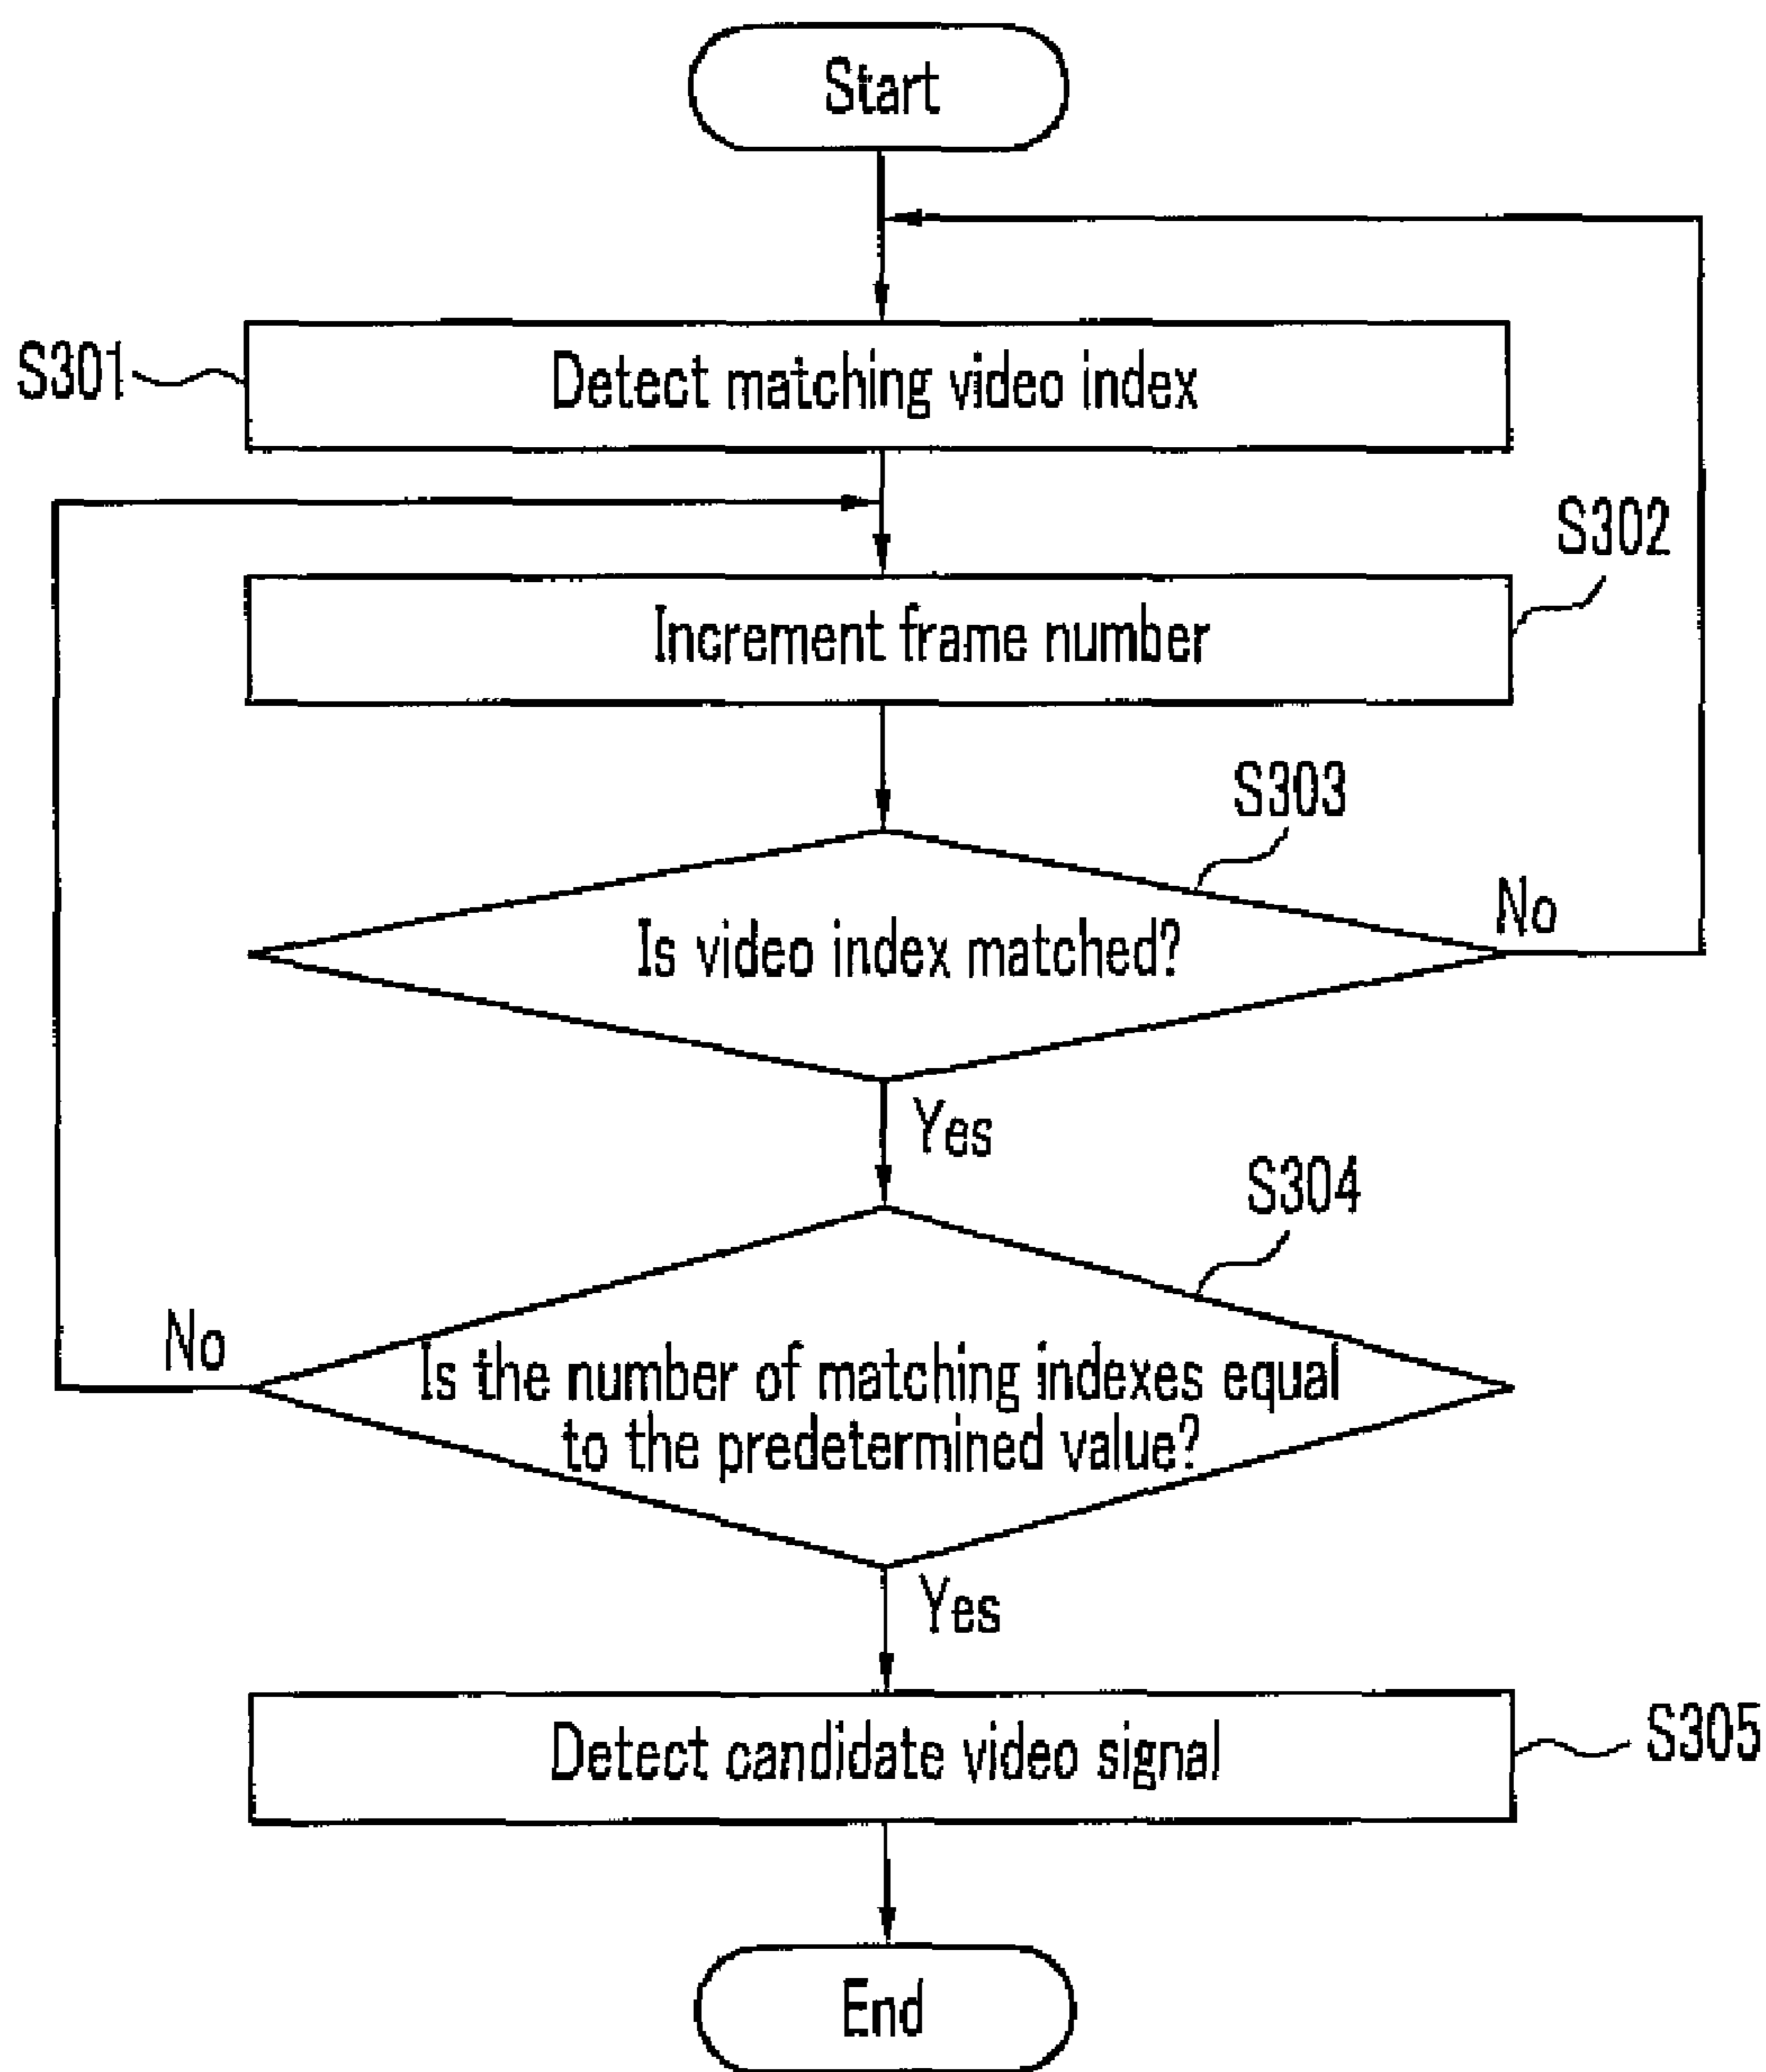 Start
S301
Detect matching video index
S302
Increment frame number
S303
Is video index matched?
No
Yes
S304
No
Is the number of matching indexes equal
to the predetermined value?
Yes
Detect candidate video signal
S305
End